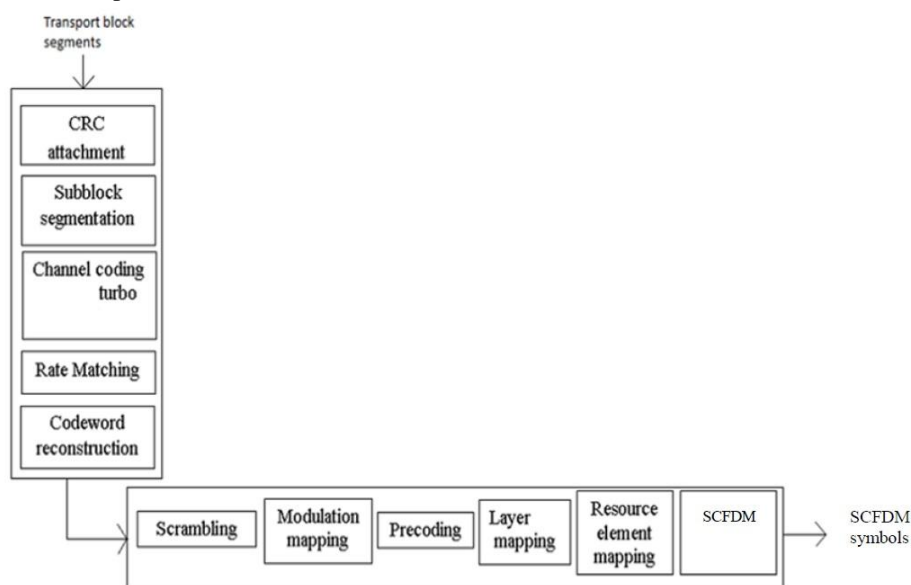 Transport block
segments
CRC
attachment
Subblock
segmentation
Channel coding
turbo
Rate Matching
Codeword
reconstruction
Scrambling
Modulation
mapping
Precoding
Layer
mapping
Resource
element
mapping
SCFDM
SCFDM
symbols